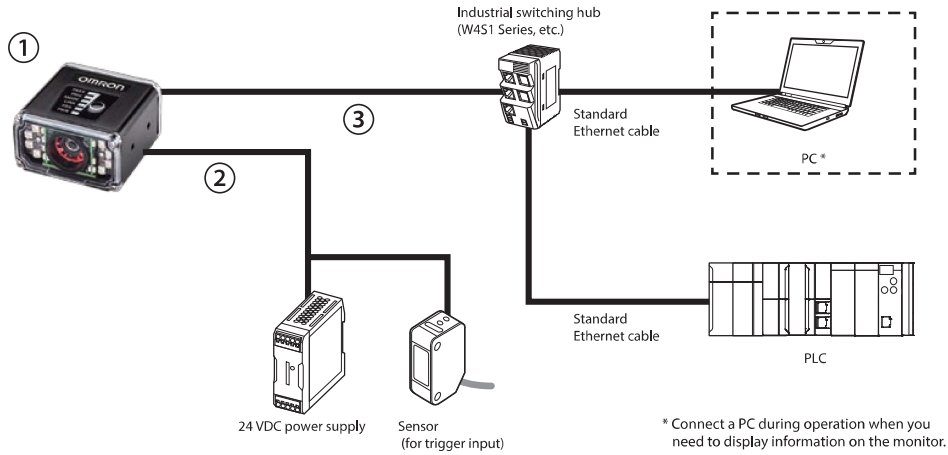 Industrial switching hub
(W4S1 Series, etc.)
①
OMRON
③
Standard
Ethernet cable
PC *
②
Standard
Ethernet cable
PLC
24 VDC power supply
Sensor
(for trigger input)
* Connect a PC during operation when you
need to display information on the monitor.